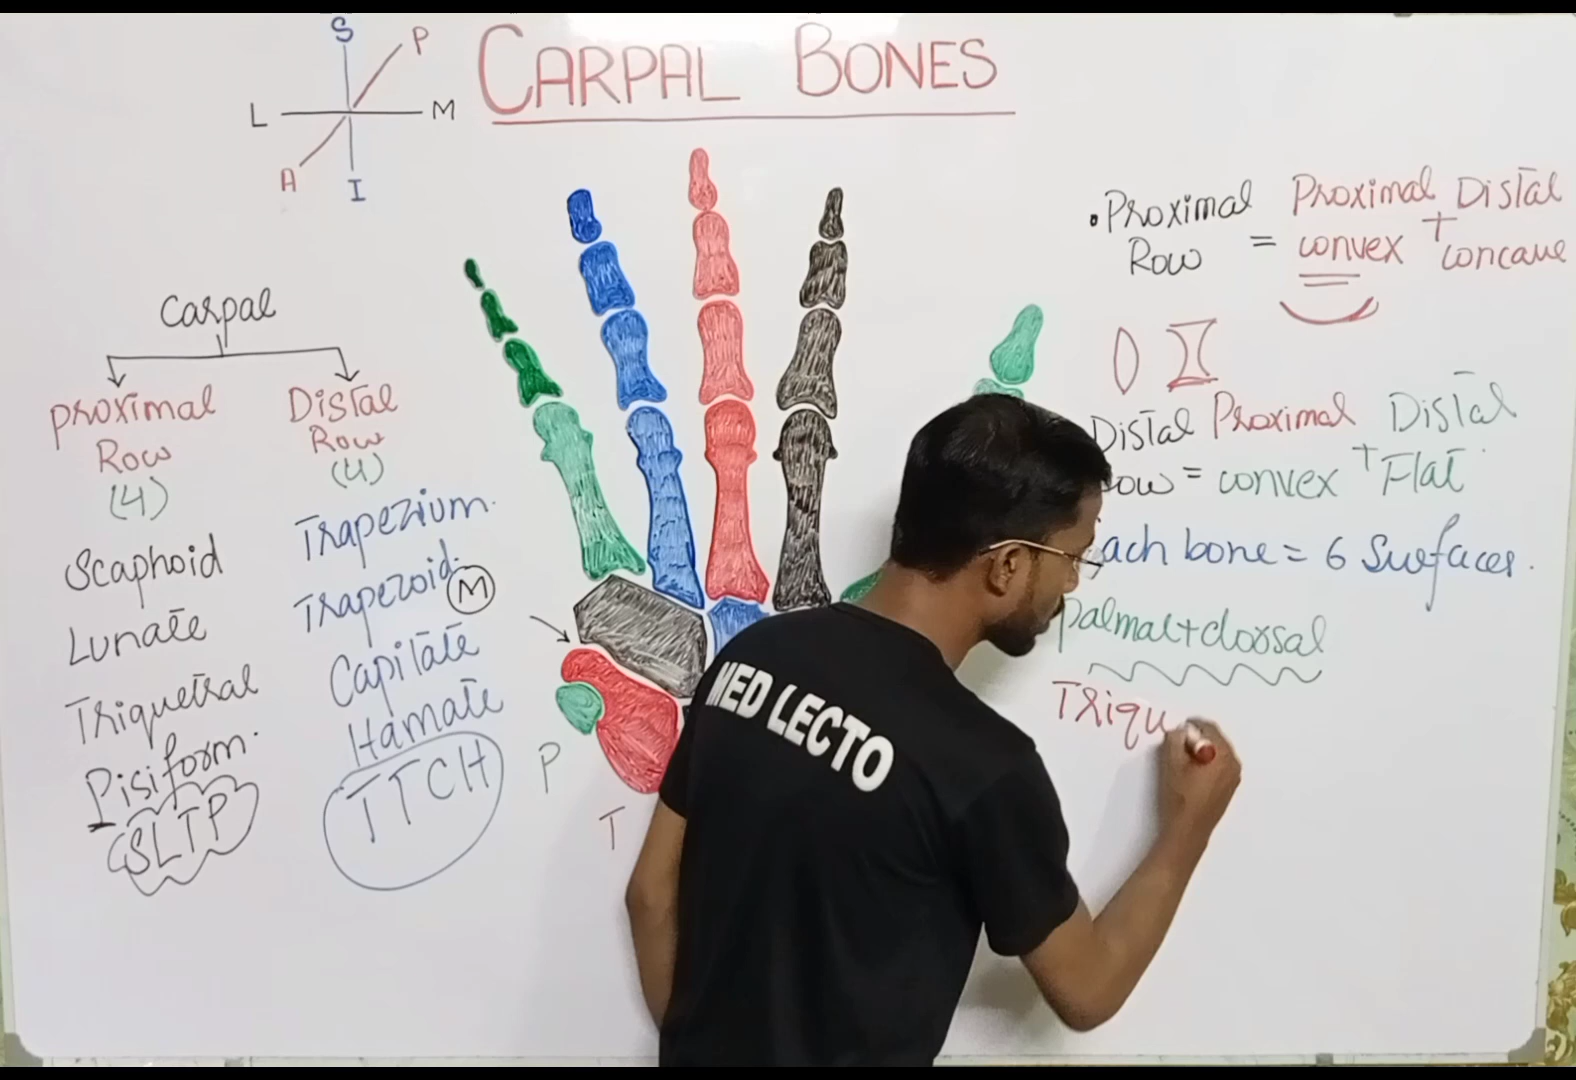 S
P
L
M
A
I
CARPAL BONES
Carpal
Proximal
Row
(4)
Scaphoid
Lunate
Triquetral
Pisiform.
SLTP
Distal
Row
(4)
Trapezium.
Trapezoid.
M
Capitate
Hamate
TTCH
P
T
MED LECTO
• Proximal Row = Proximal convex + Distal concave
Distal ow = Proximal convex + Distal Flat
ach bone = 6 Surfaces.
palmal + dorsal
Triqu